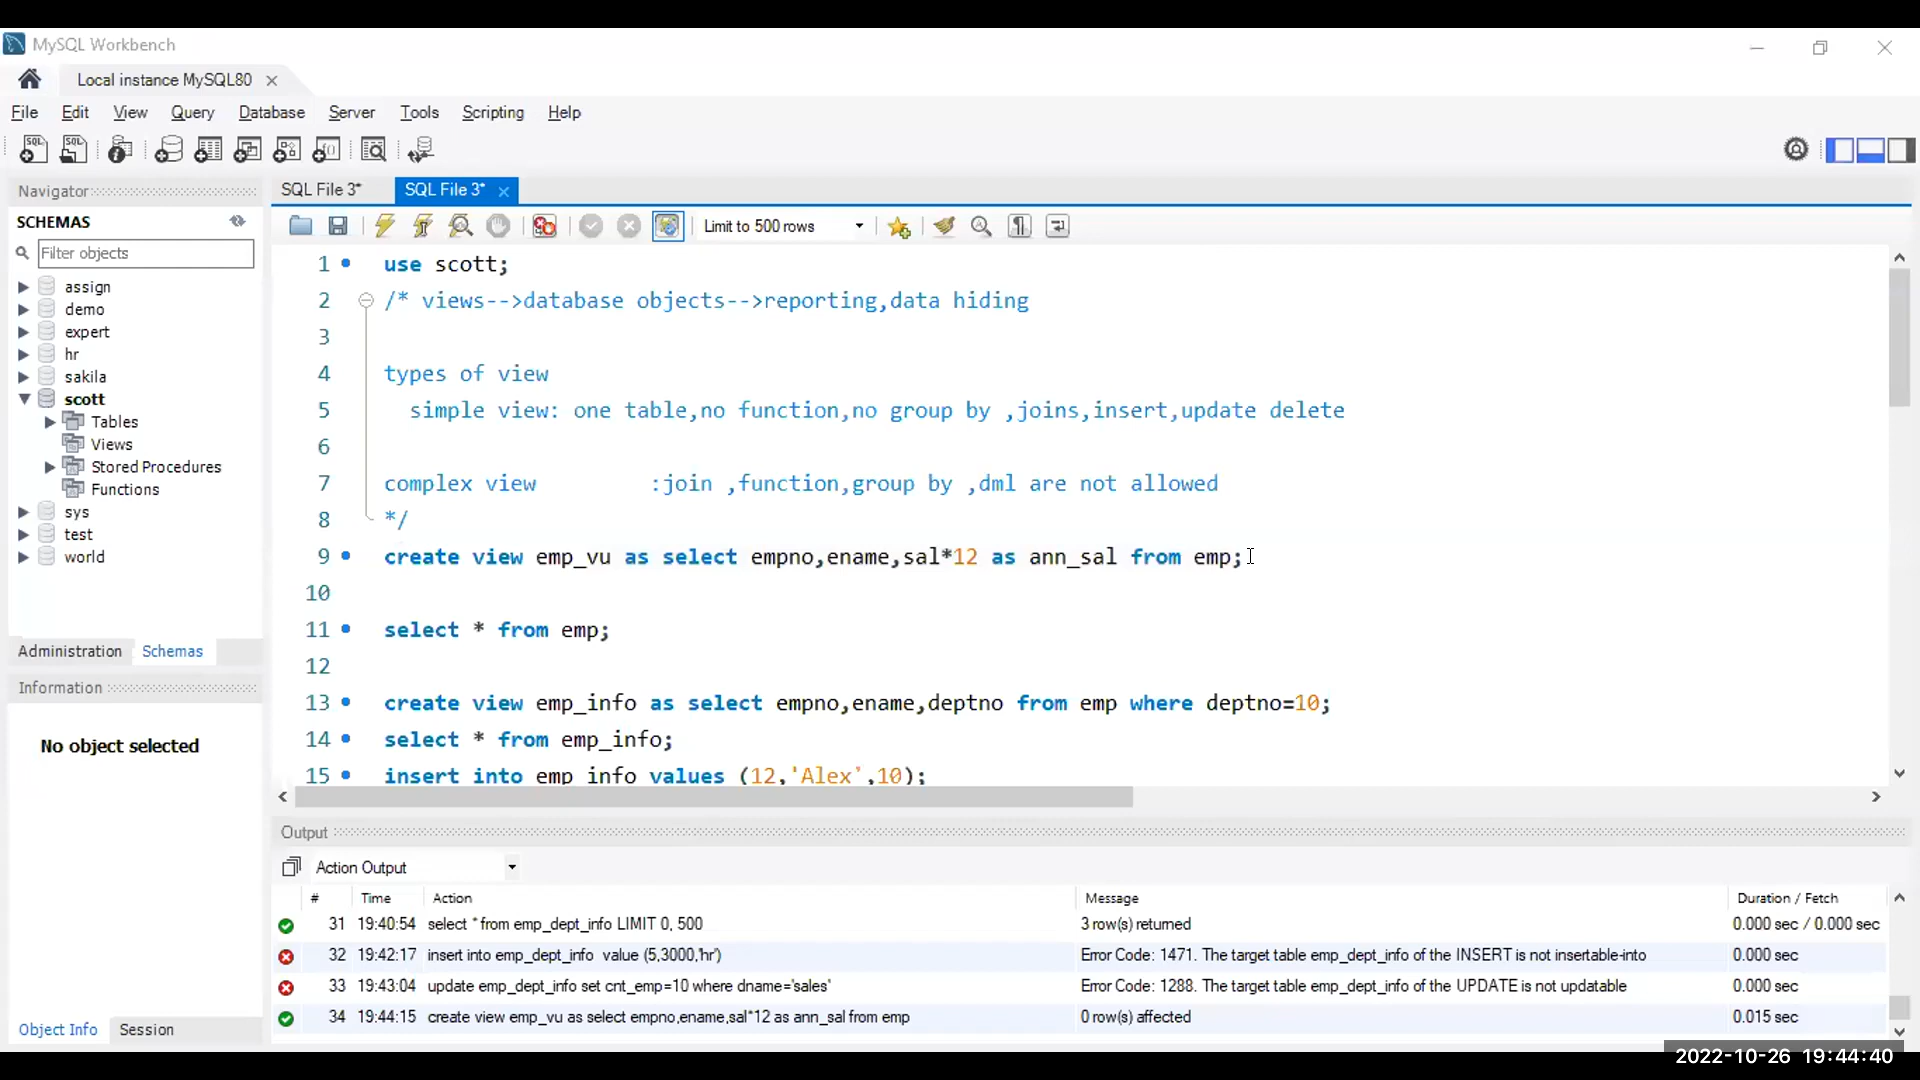 MySQL Workbench
Local instance MySQL80
File Edit View Query Database Server Tools Scripting Help
Navigator
SCHEMAS
Filter objects
assign
demo
expert
hr
sakila
scott
Tables
Views
Stored Procedures
Functions
sys
test
world
Administration Schemas
Information
No object selected
Object Info Session
SQL File 3* SQL File 3*
Limit to 500 rows
1 use scott;
2 /* views-->database objects-->reporting,data hiding
3
4 types of view
5 simple view: one table,no function,no group by ,joins,insert,update delete
6
7 complex view :join ,function,group by ,dml are not allowed
8 */
9 create view emp_vu as select empno,ename,sal*12 as ann_sal from emp;
10
11 select * from emp;
12
13 create view emp_info as select empno,ename,deptno from emp where deptno=10;
14 select * from emp_info;
15 insert into emp_info values (12,'Alex',10);
Output
Action Output
# Time Action Message Duration / Fetch
31 19:40:54 select * from emp_dept_info LIMIT 0, 500 3 row(s) returned 0.000 sec / 0.000 sec
32 19:42:17 insert into emp_dept_info value (5,3000,'hr') Error Code: 1471. The target table emp_dept_info of the INSERT is not insertable-into 0.000 sec
33 19:43:04 update emp_dept_info set cnt_emp=10 where dname='sales' Error Code: 1288. The target table emp_dept_info of the UPDATE is not updatable 0.000 sec
34 19:44:15 create view emp_vu as select empno,ename,sal*12 as ann_sal from emp 0 row(s) affected 0.015 sec
2022-10-26 19:44:40